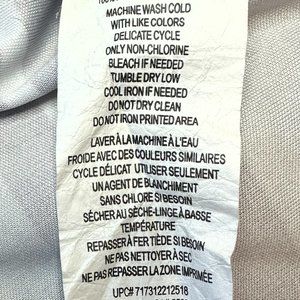 MACHINE WASH COLD
WITH LIKE COLORS
DELICATE CYCLE
ONLY NON-CHLORINE
BLEACH IF NEEDED
TUMBLE DRY LOW
COOL IRON IF NEEDED
DO NOT DRY CLEAN
DO NOT IRON PRINTED AREA
LAVER À LA MACHINE À L'EAU
FROIDE AVEC DES COULEURS SIMILAIRES
CYCLE DÉLICAT UTILISER SEULEMENT
UN AGENT DE BLANCHIMENT
SANS CHLORE SI BESOIN
SÉCHER AU SÈCHE-LINGE À BASSE
TEMPÉRATURE
REPASSER À FER TIÈDE SI BESOIN
NE PAS NETTOYER À SEC
NE PAS REPASSER LA ZONE IMPRIMÉE
UPC# 717312212518